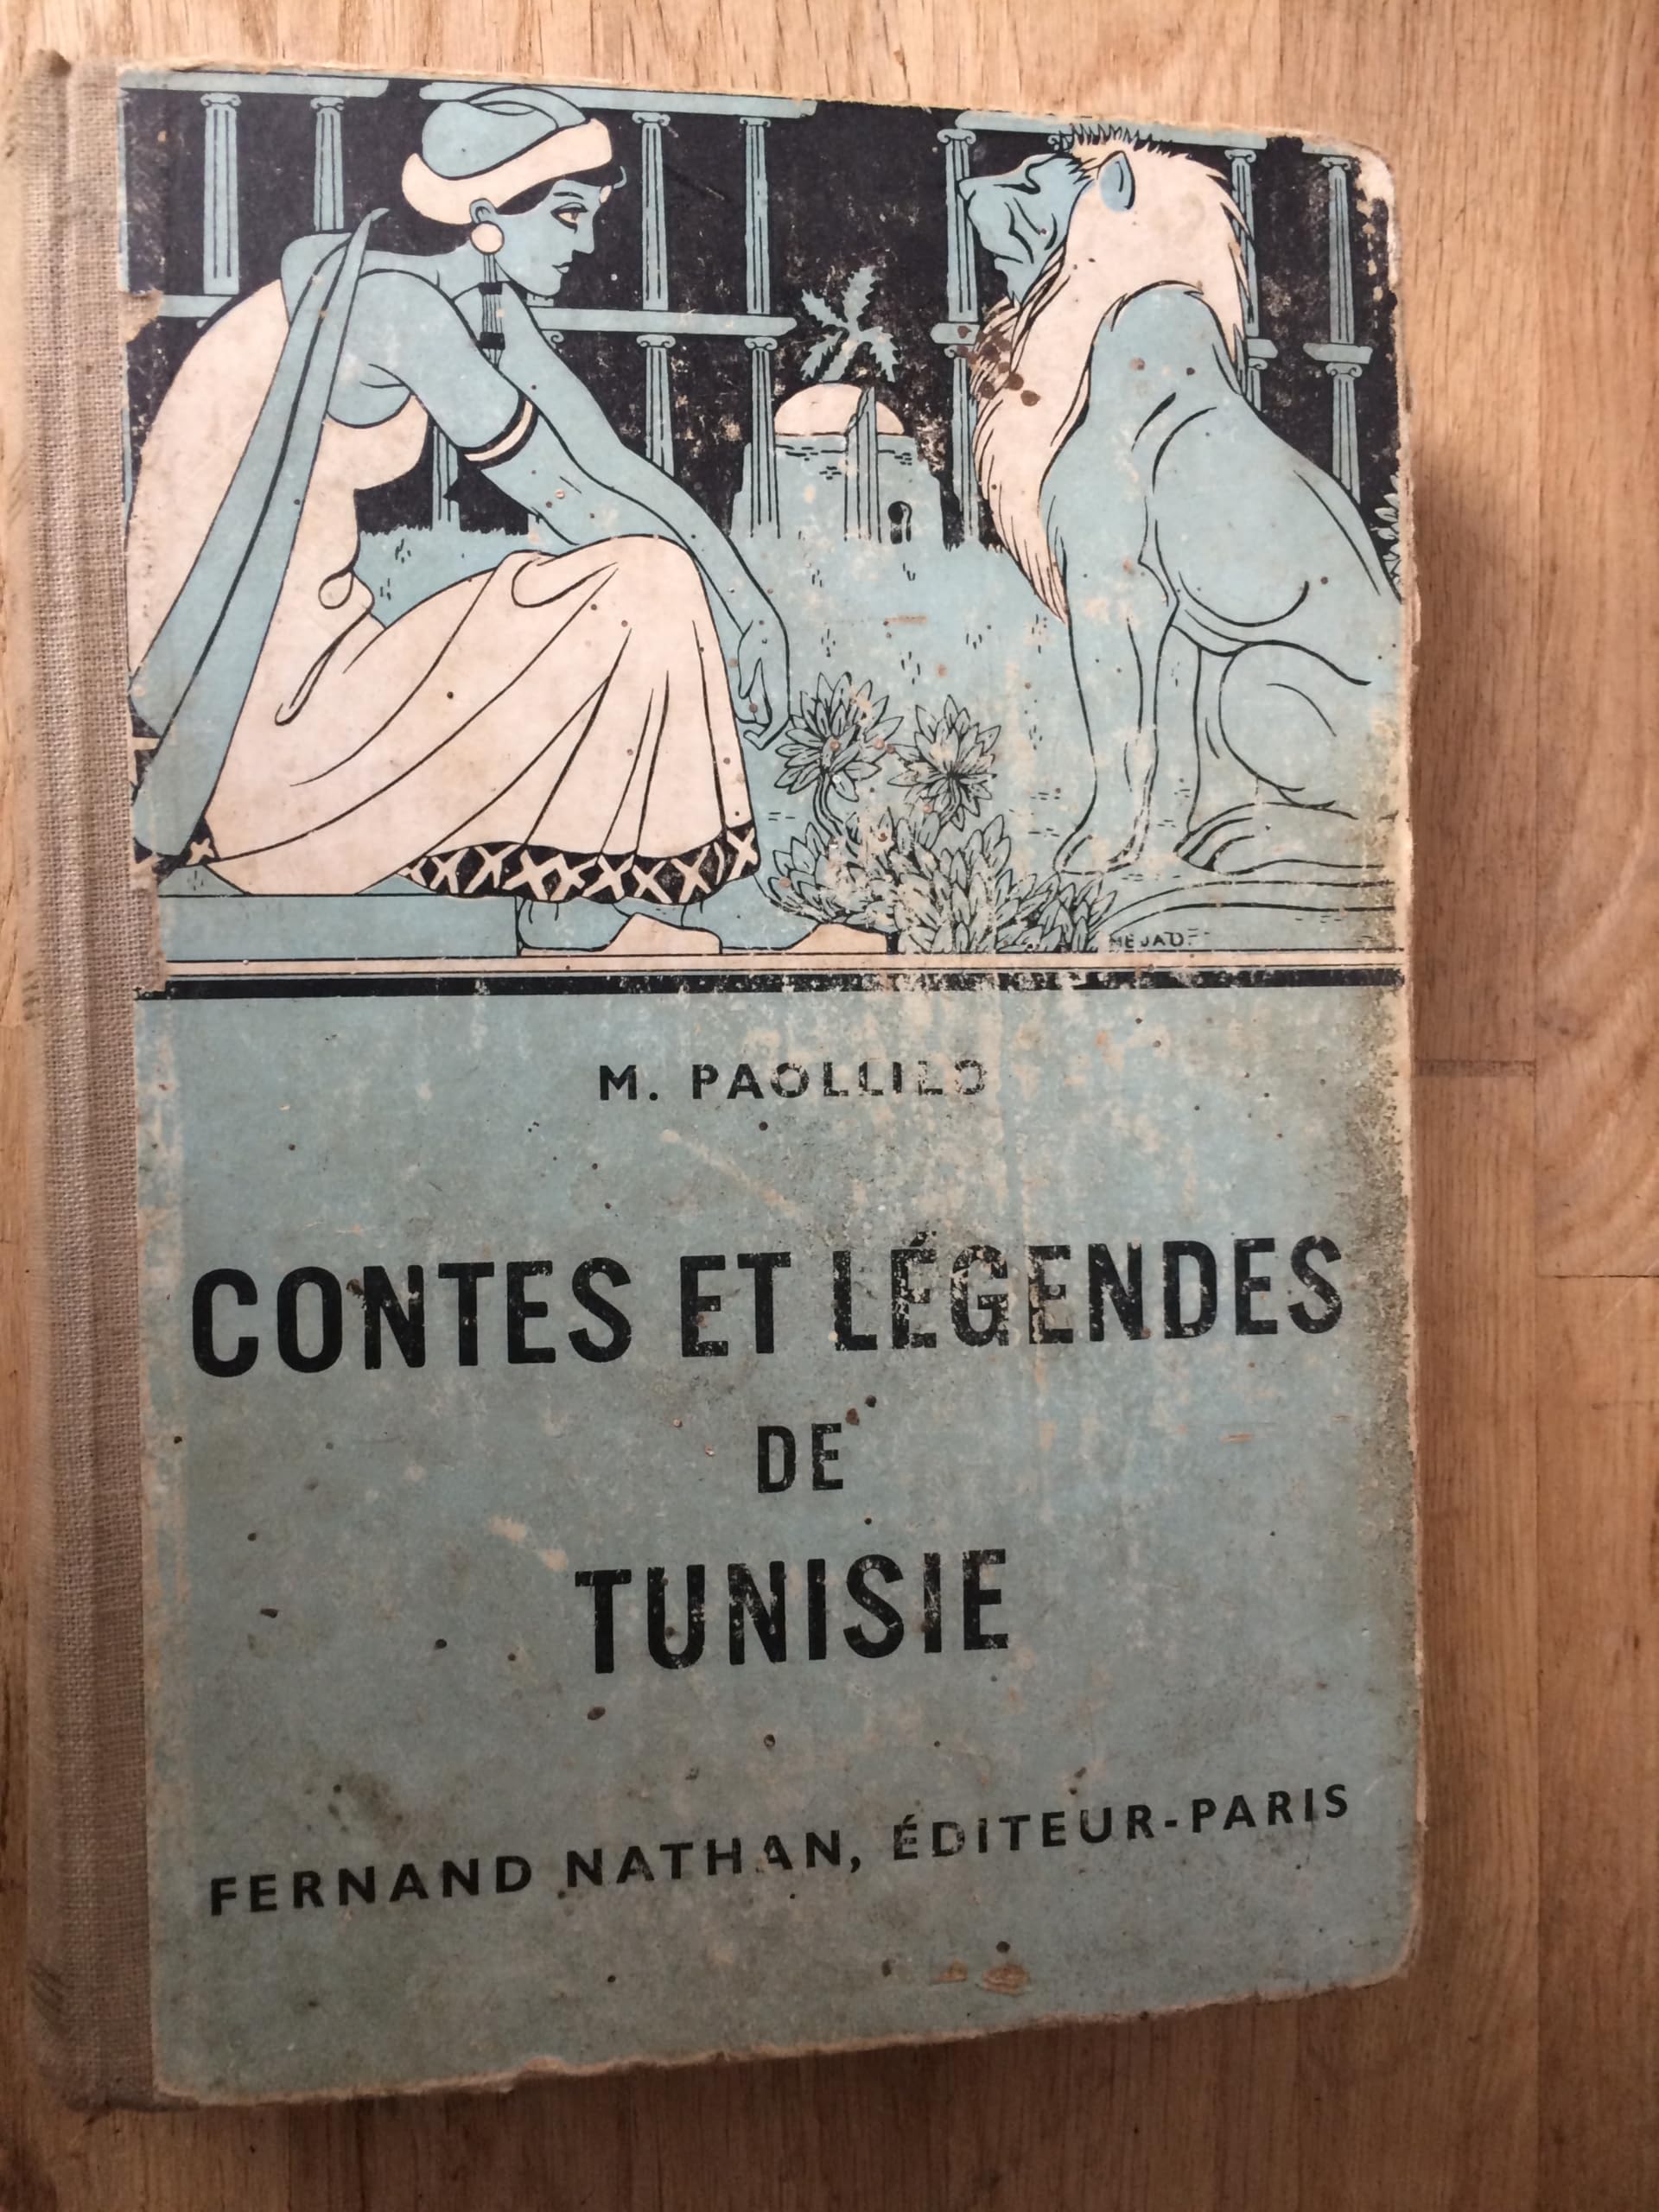 M. PAOLLILO
CONTES ET LÉGENDES
DE
TUNISIE
FERNAND NATHAN, ÉDITEUR-PARIS